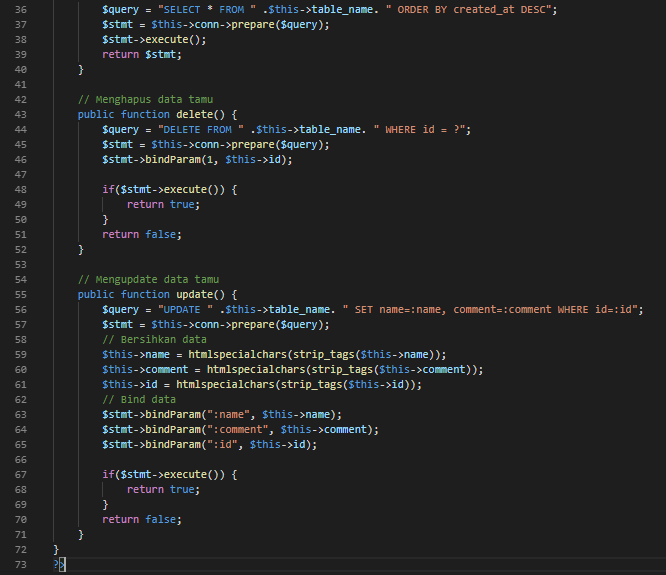 36 $query = "SELECT * FROM " .$this->table_name. " ORDER BY created_at DESC";
37 $stmt = $this->conn->prepare($query);
38 $stmt->execute();
39 return $stmt;
40 }
41
42 // Menghapus data tamu
43 public function delete() {
44 $query = "DELETE FROM " .$this->table_name. " WHERE id = ?";
45 $stmt = $this->conn->prepare($query);
46 $stmt->bindParam(1, $this->id);
47
48 if($stmt->execute()) {
49 return true;
50 }
51 return false;
52 }
53
54 // Mengupdate data tamu
55 public function update() {
56 $query = "UPDATE " .$this->table_name. " SET name=:name, comment=:comment WHERE id=:id";
57 $stmt = $this->conn->prepare($query);
58 // Bersihkan data
59 $this->name = htmlspecialchars(strip_tags($this->name));
60 $this->comment = htmlspecialchars(strip_tags($this->comment));
61 $this->id = htmlspecialchars(strip_tags($this->id));
62 // Bind data
63 $stmt->bindParam(":name", $this->name);
64 $stmt->bindParam(":comment", $this->comment);
65 $stmt->bindParam(":id", $this->id);
66
67 if($stmt->execute()) {
68 return true;
69 }
70 return false;
71 }
72 }
73 ?>